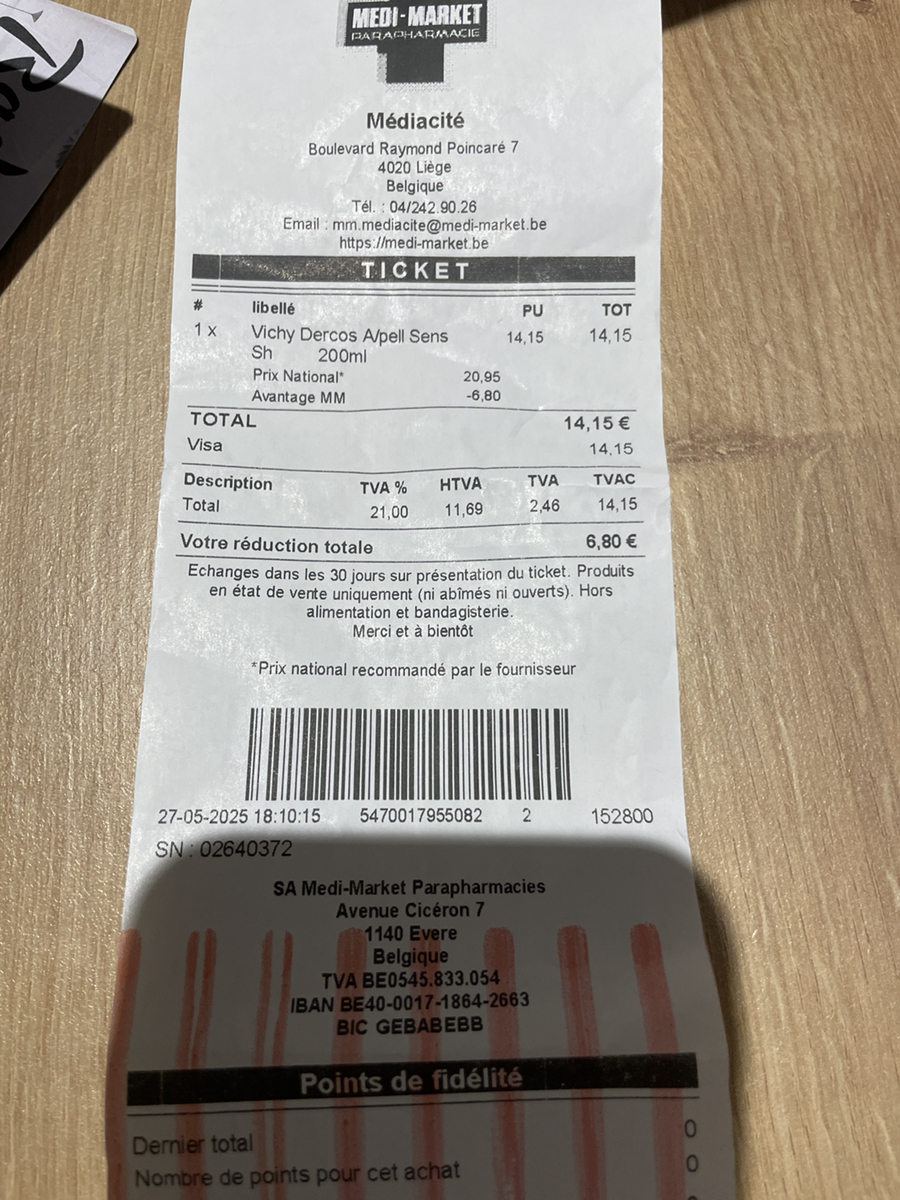 MEDI-MARKET
PARAPHARMACIE
Médiacité
Boulevard Raymond Poincaré 7
4020 Liège
Belgique
Tél. : 04/242.90.26
Email : mm.mediacite@medi-market.be
https://medi-market.be
TICKET
# libellé PU TOT
1 x Vichy Dercos A/pell Sens 14,15 14,15
Sh 200ml
Prix National* 20,95
Avantage MM -6,80
TOTAL 14,15 €
Visa 14,15
Description TVA % HTVA TVA TVAC
Total 21,00 11,69 2,46 14,15
Votre réduction totale 6,80 €
Echanges dans les 30 jours sur présentation du ticket. Produits
en état de vente uniquement (ni abîmés ni ouverts). Hors
alimentation et bandagisterie.
Merci et à bientôt
*Prix national recommandé par le fournisseur
27-05-2025 18:10:15 5470017955082 2 152800
SN : 02640372
SA Medi-Market Parapharmacies
Avenue Cicéron 7
1140 Evere
Belgique
TVA BE0545.833.054
IBAN BE40-0017-1864-2663
BIC GEBABEBB
Points de fidélité
Dernier total 0
Nombre de points pour cet achat 0